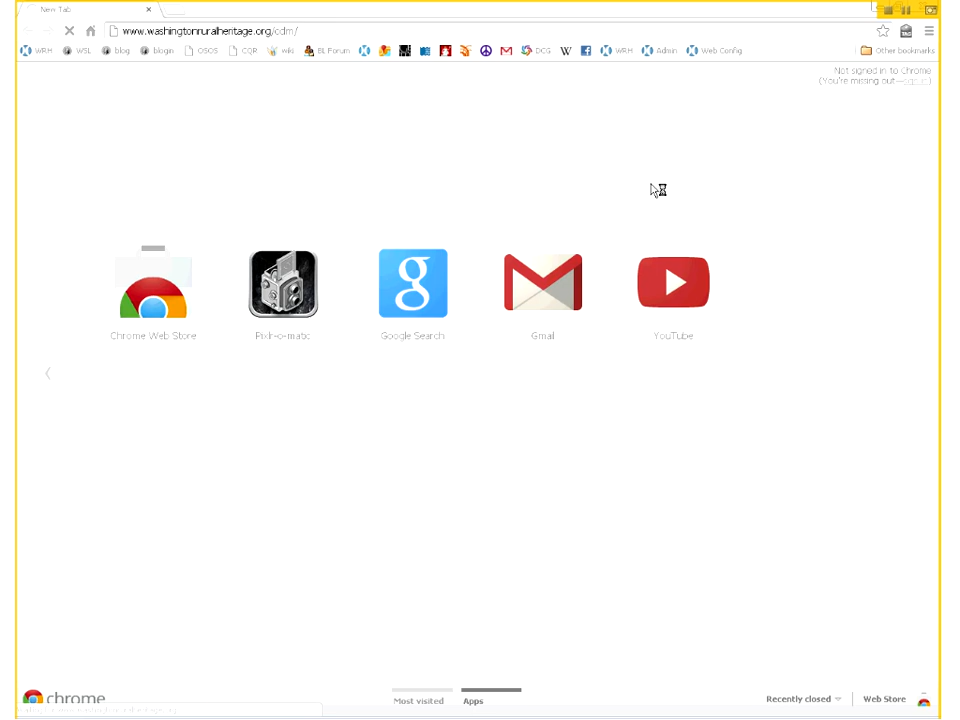 New Tab
www.washingtonruralheritage.org/cdm/
WRH WSL blog blogin OSOS CQR wiki BL Forum DCG W WRH Admin Web Config Other bookmarks
Not signed in to Chrome
(You're missing out—
Chrome Web Store Pixlr-o-matic Google Search Gmail YouTube
chrome Most visited Apps Recently closed Web Store